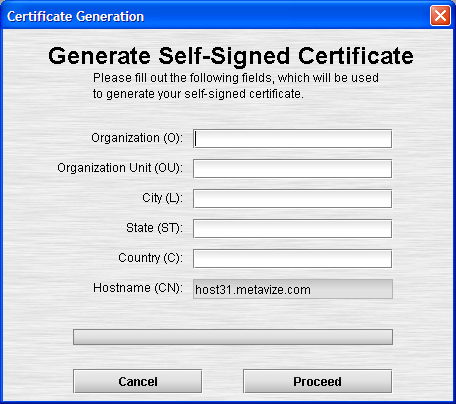 Certificate Generation
Generate Self-Signed Certificate
Please fill out the following fields, which will be used
to generate your self-signed certificate.
Organization (O):
Organization Unit (OU):
City (L):
State (ST):
Country (C):
Hostname (CN): host31.metavize.com
Cancel Proceed